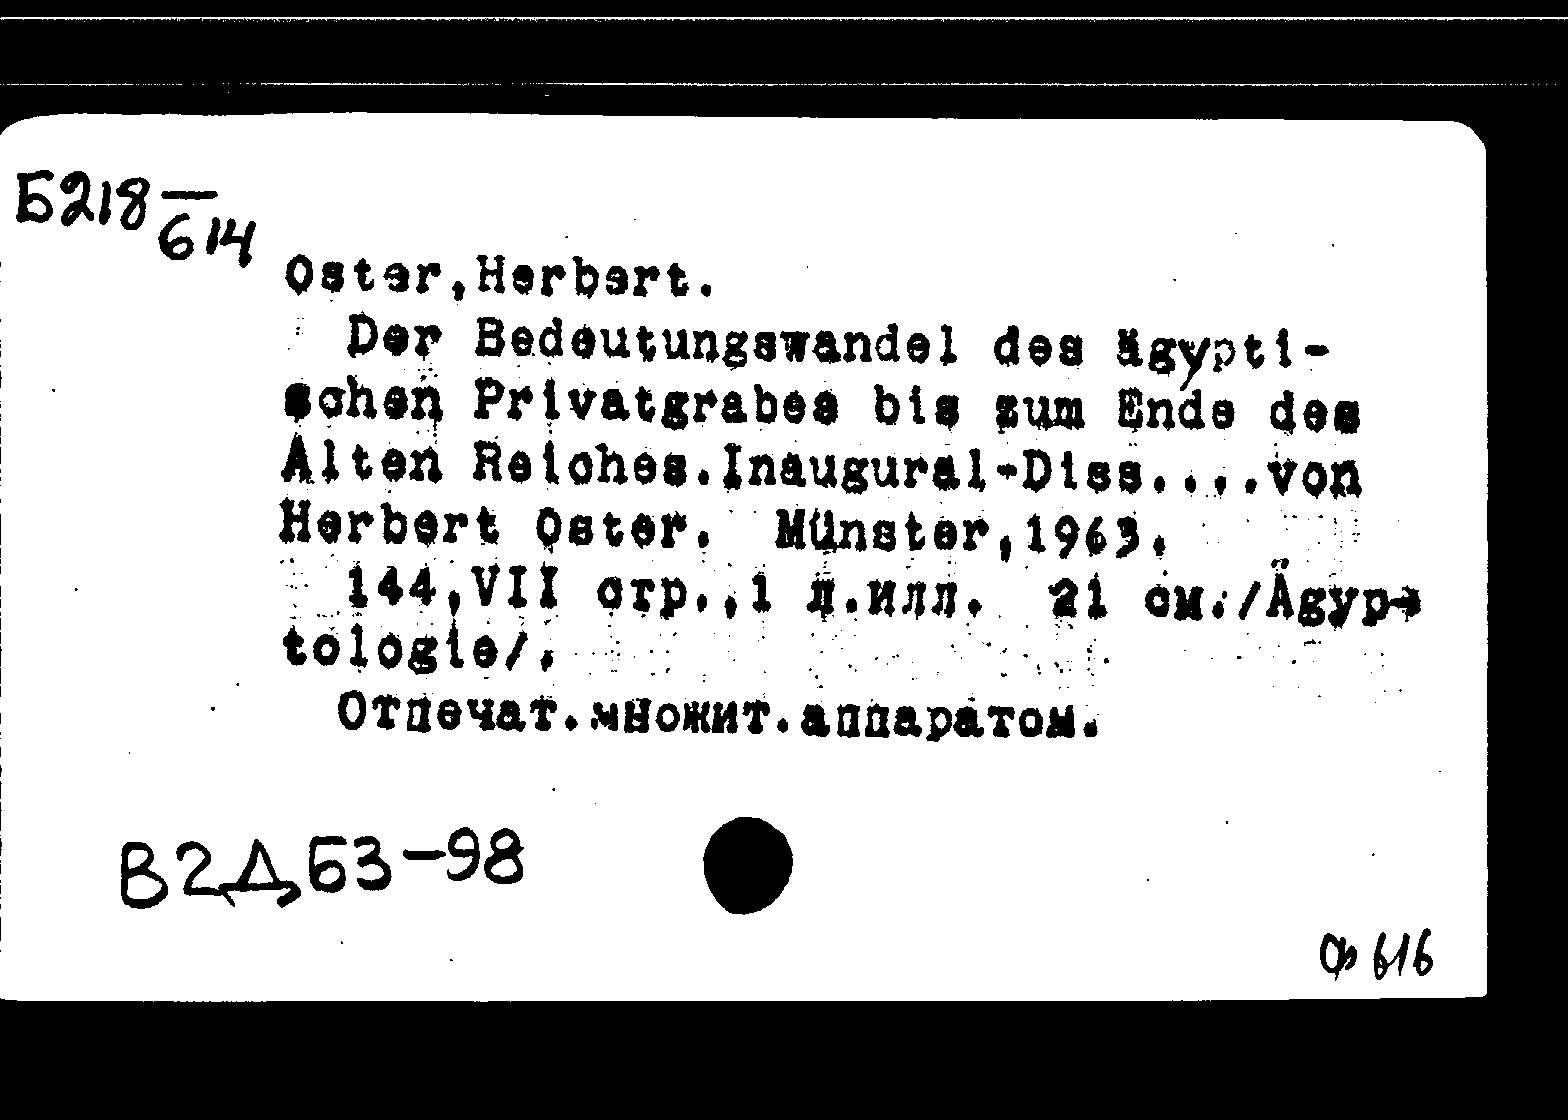 Б218—
614
Oster,Herbert.
Der Bedeutungswandel des ägypti-
schen Privatgrabes bis zum Ende des
Alten Reiches.Inaugural-Diss....von
Herbert Oster. Münster,1963.
144,VII стр.,1 л.илл. 21 см./Ägyp-
tologie/.
Отпечат.множит.аппаратом.
В2Д63-98
Ф 616